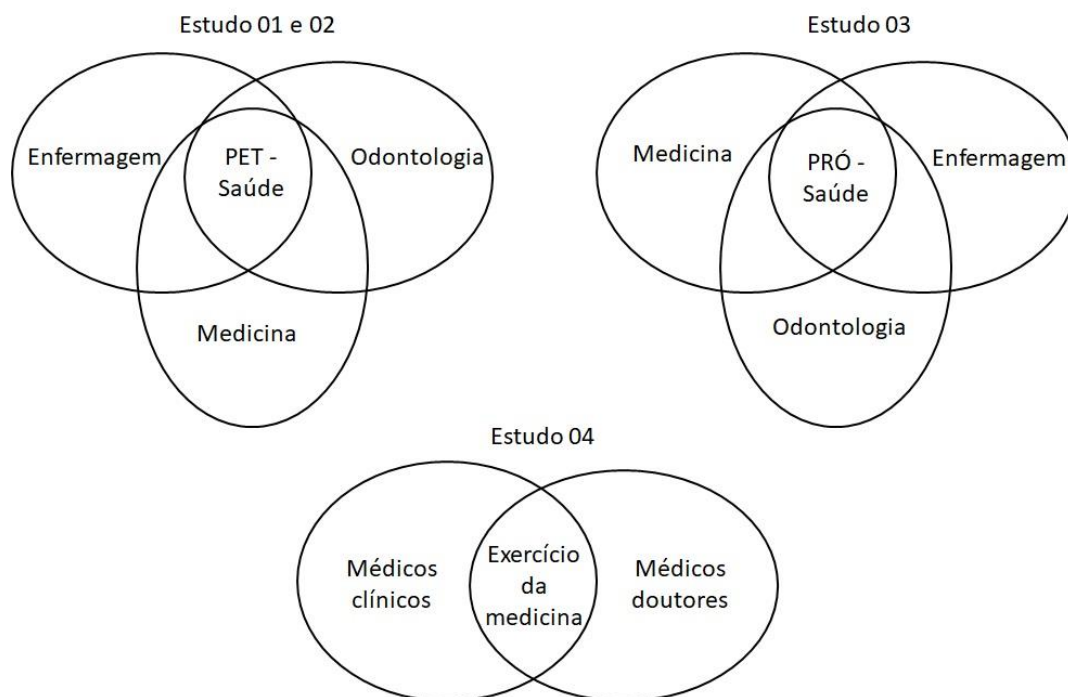 Estudo 01 e 02
Enfermagem
PET -
Saúde
Odontologia
Medicina
Estudo 03
Medicina
PRÓ -
Saúde
Enfermagem
Odontologia
Estudo 04
Médicos
clínicos
Exercício
da
medicina
Médicos
doutores